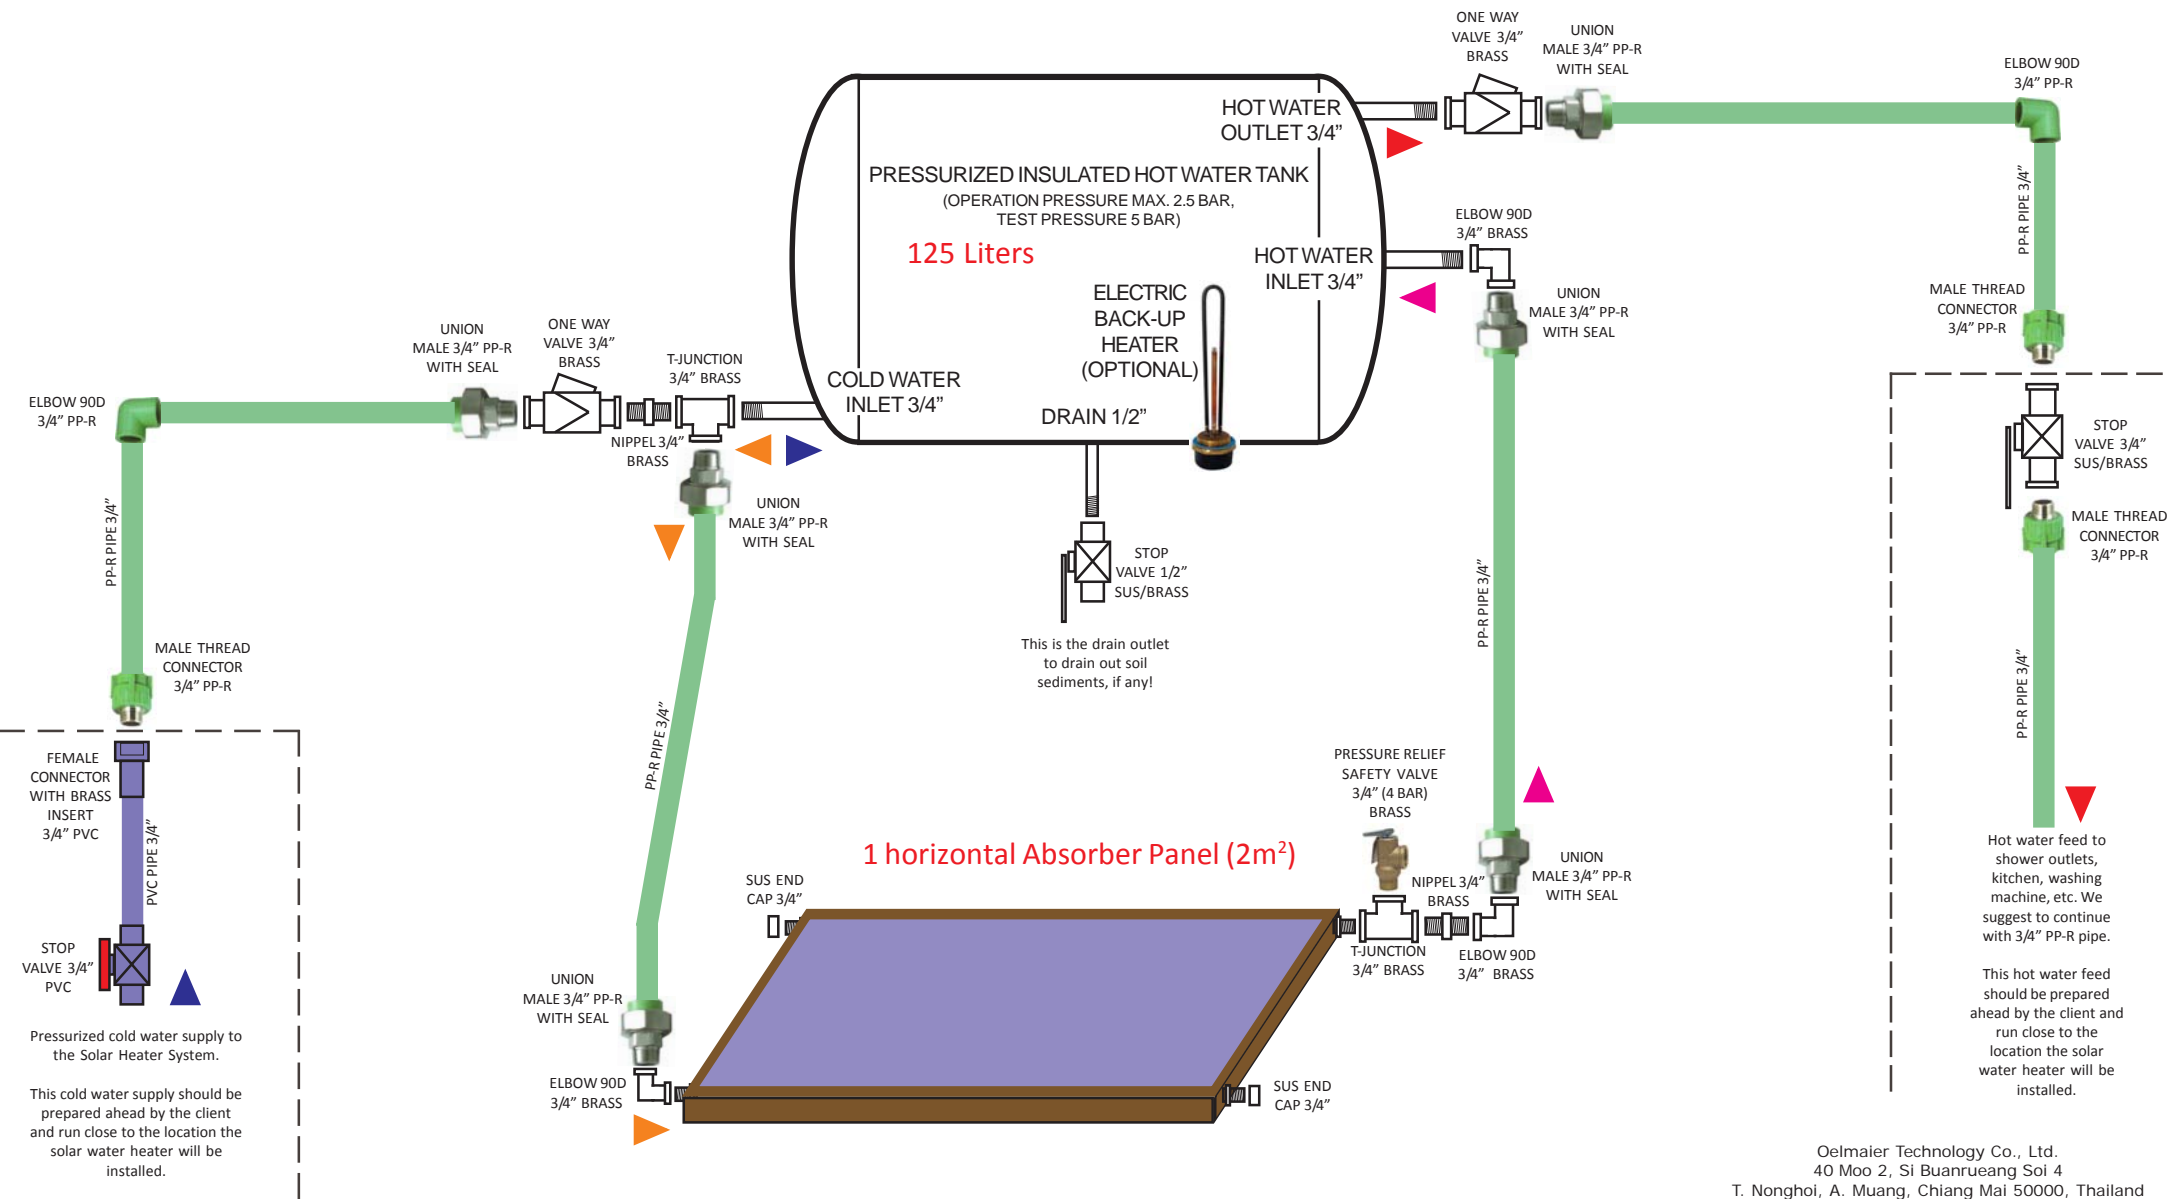 ONE WAY
VALVE 3/4”
BRASS
UNION
MALE 3/4” PP-R
WITH SEAL
ELBOW 90D
3/4” PP-R
HOT WATER
OUTLET 3/4”
PRESSURIZED INSULATED HOT WATER TANK
(OPERATION PRESSURE MAX. 2.5 BAR,
TEST PRESSURE 5 BAR)
125 Liters
HOT WATER
INLET 3/4”
ELBOW 90D
3/4” BRASS
PP-R PIPE 3/4”
UNION
MALE 3/4” PP-R
WITH SEAL
MALE THREAD
CONNECTOR
3/4” PP-R
ELECTRIC
BACK-UP
HEATER
(OPTIONAL)
UNION
MALE 3/4” PP-R
WITH SEAL
ONE WAY
VALVE 3/4”
BRASS
T-JUNCTION
3/4” BRASS
COLD WATER
INLET 3/4”
DRAIN 1/2”
ELBOW 90D
3/4” PP-R
NIPPEL 3/4”
BRASS
STOP
VALVE 3/4”
SUS/BRASS
UNION
MALE 3/4” PP-R
WITH SEAL
MALE THREAD
CONNECTOR
3/4” PP-R
PP-R PIPE 3/4”
STOP
VALVE 1/2”
SUS/BRASS
PP-R PIPE 3/4”
This is the drain outlet
to drain out soil
sediments, if any!
MALE THREAD
CONNECTOR
3/4” PP-R
PP-R PIPE 3/4”
PP-R PIPE 3/4”
FEMALE
CONNECTOR
WITH BRASS
INSERT
3/4” PVC
PVC PIPE 3/4”
PRESSURE RELIEF
SAFETY VALVE
3/4” (4 BAR)
BRASS
1 horizontal Absorber Panel (2m²)
SUS END
CAP 3/4”
NIPPEL 3/4”
BRASS
UNION
MALE 3/4” PP-R
WITH SEAL
T-JUNCTION
3/4” BRASS
ELBOW 90D
3/4” BRASS
Hot water feed to
shower outlets,
kitchen, washing
machine, etc. We
suggest to continue
with 3/4” PP-R pipe.
This hot water feed
should be prepared
ahead by the client and
run close to the
location the solar
water heater will be
installed.
STOP
VALVE 3/4”
PVC
UNION
MALE 3/4” PP-R
WITH SEAL
Pressurized cold water supply to
the Solar Heater System.
This cold water supply should be
prepared ahead by the client
and run close to the location the
solar water heater will be
installed.
ELBOW 90D
3/4” BRASS
SUS END
CAP 3/4”
Oelmaier Technology Co., Ltd.
40 Moo 2, Si Buanrueang Soi 4
T. Nonghoi, A. Muang, Chiang Mai 50000, Thailand